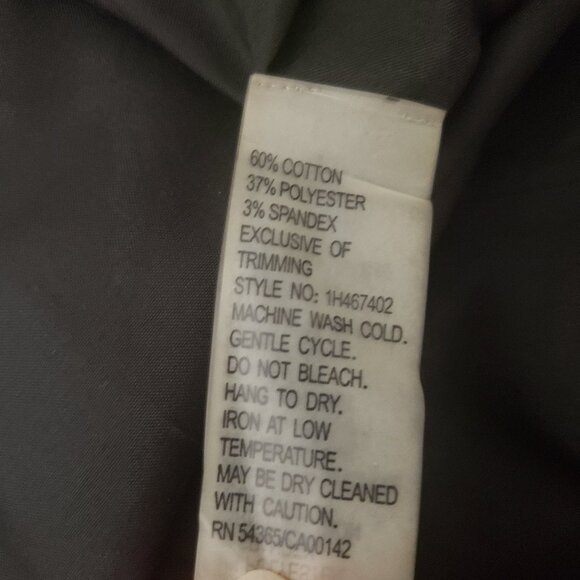 60% COTTON
37% POLYESTER
3% SPANDEX
EXCLUSIVE OF
TRIMMING
STYLE NO: 1H467402
MACHINE WASH COLD.
GENTLE CYCLE.
DO NOT BLEACH.
HANG TO DRY.
IRON AT LOW
TEMPERATURE.
MAY BE DRY CLEANED
WITH CAUTION.
RN 54365/CA00142